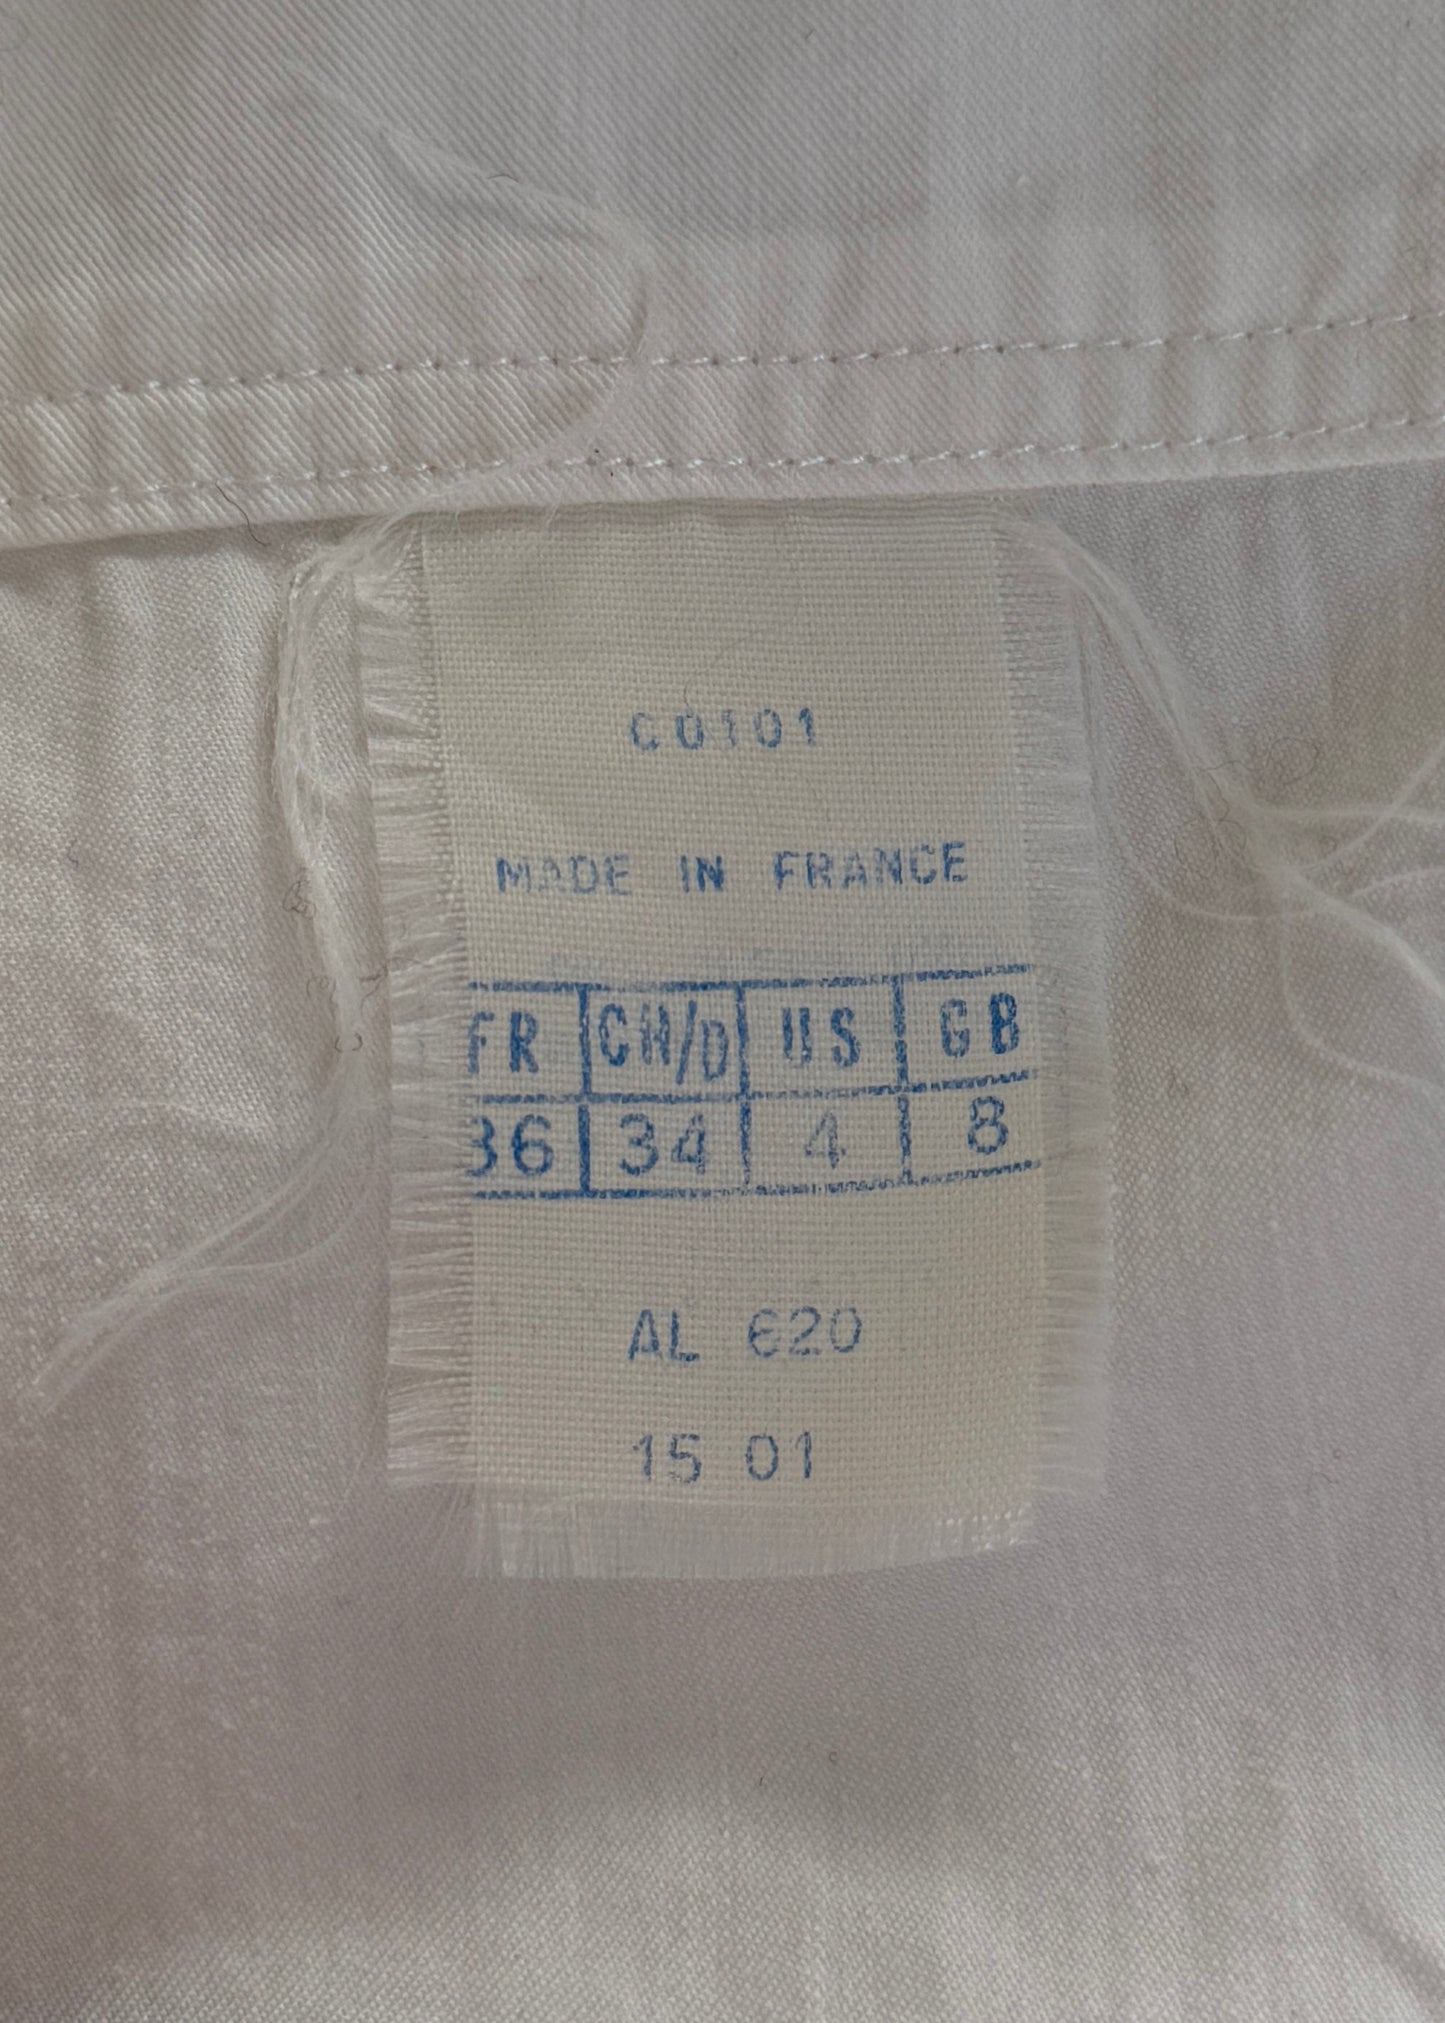 C0101
MADE IN FRANCE
FR CH/D US GB
36 34 4 8
AL 620
15 01